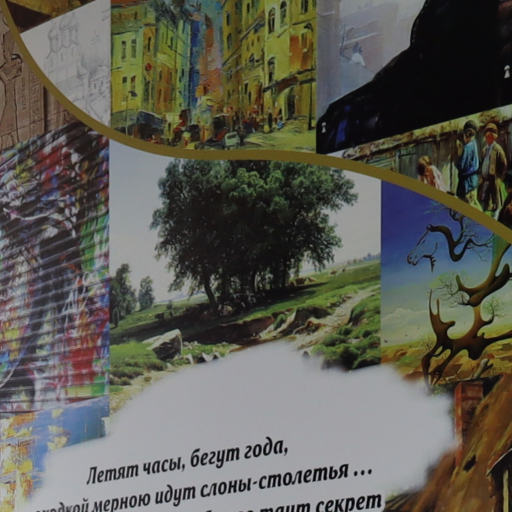 Летят часы, бегут года,
мерною идут слоны-столетья ...
таит секрет